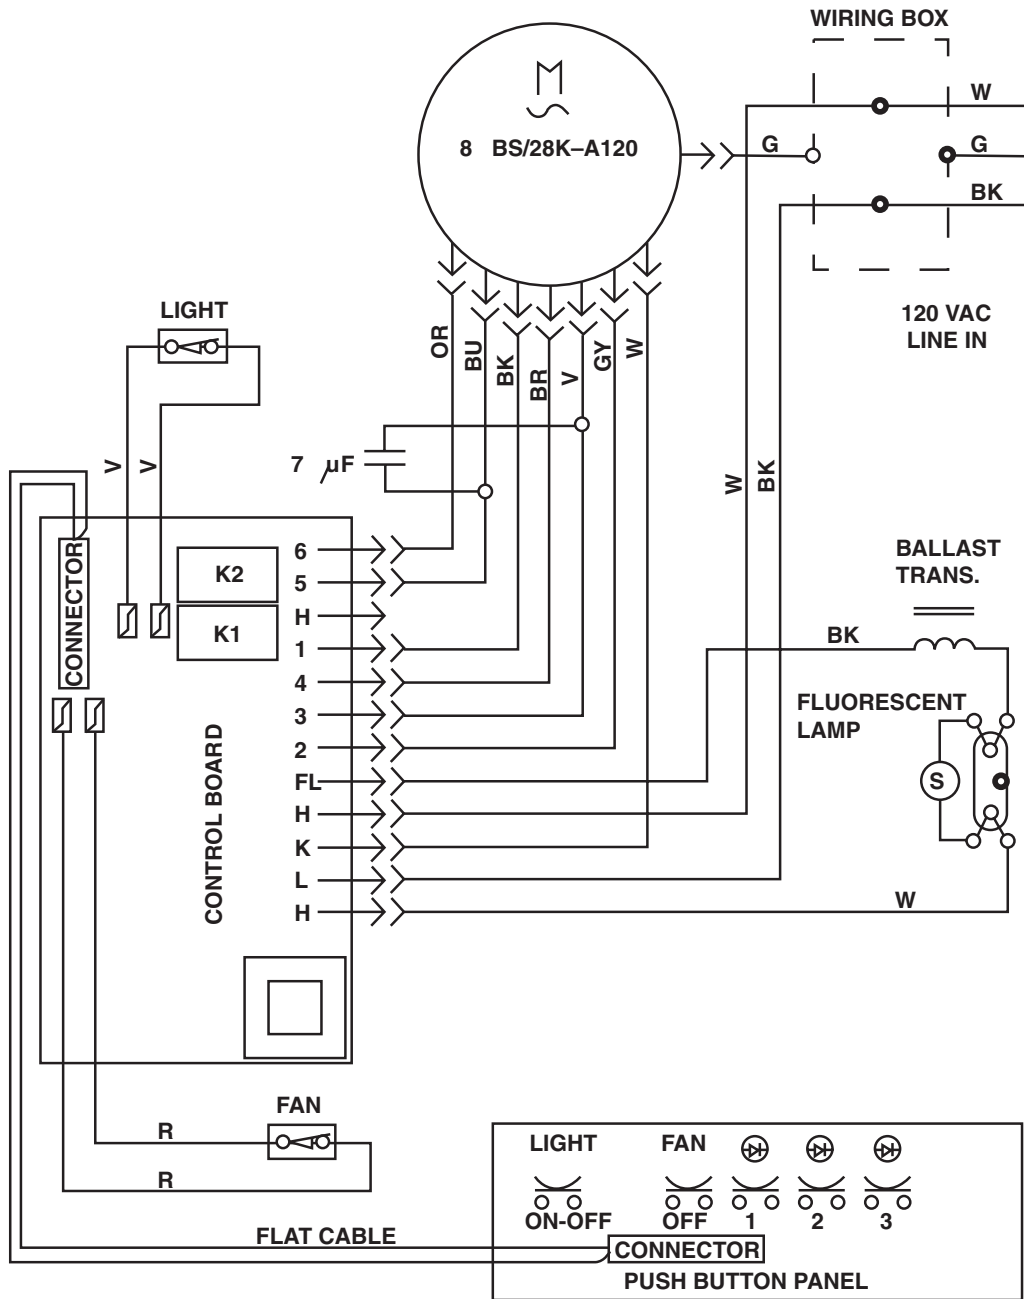 WIRING BOX
8 BS/28K–A120
W
G
G
BK
120 VAC
LINE IN
LIGHT
OR
BU
BK
BR
V
GY
W
V
V
7 µF
W
BK
CONNECTOR
K2
K1
6
5
H
1
4
3
2
FL
H
K
L
H
CONTROL BOARD
BALLAST
TRANS.
BK
FLUORESCENT
LAMP
S
W
FAN
R
R
FLAT CABLE
LIGHT
FAN
ON-OFF
OFF
1
2
3
CONNECTOR
PUSH BUTTON PANEL